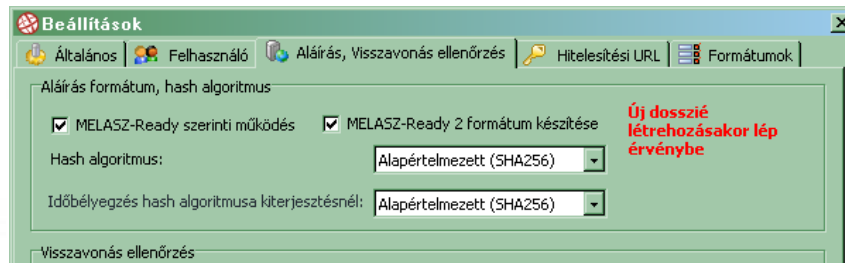 Beállítások
Általános Felhasználó Aláírás, Visszavonás ellenőrzés Hitelesítési URL Formátumok
Aláírás formátum, hash algoritmus
MELASZ-Ready szerinti működés MELASZ-Ready 2 formátum készítése
Új dosszié
létrehozásakor lép
érvénybe
Hash algoritmus: Alapértelmezett (SHA256)
Időbélyegzés hash algoritmusa kiterjesztésnél: Alapértelmezett (SHA256)
Visszavonás ellenőrzés